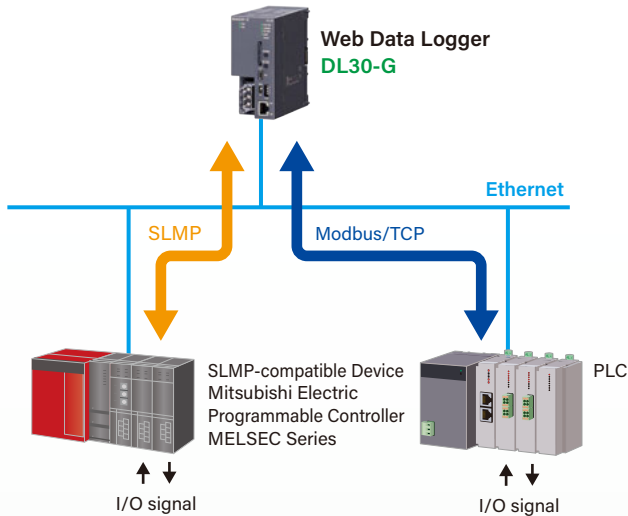 Web Data Logger
DL30-G
Ethernet
SLMP
Modbus/TCP
SLMP-compatible Device
Mitsubishi Electric
Programmable Controller
MELSEC Series
PLC
I/O signal
I/O signal